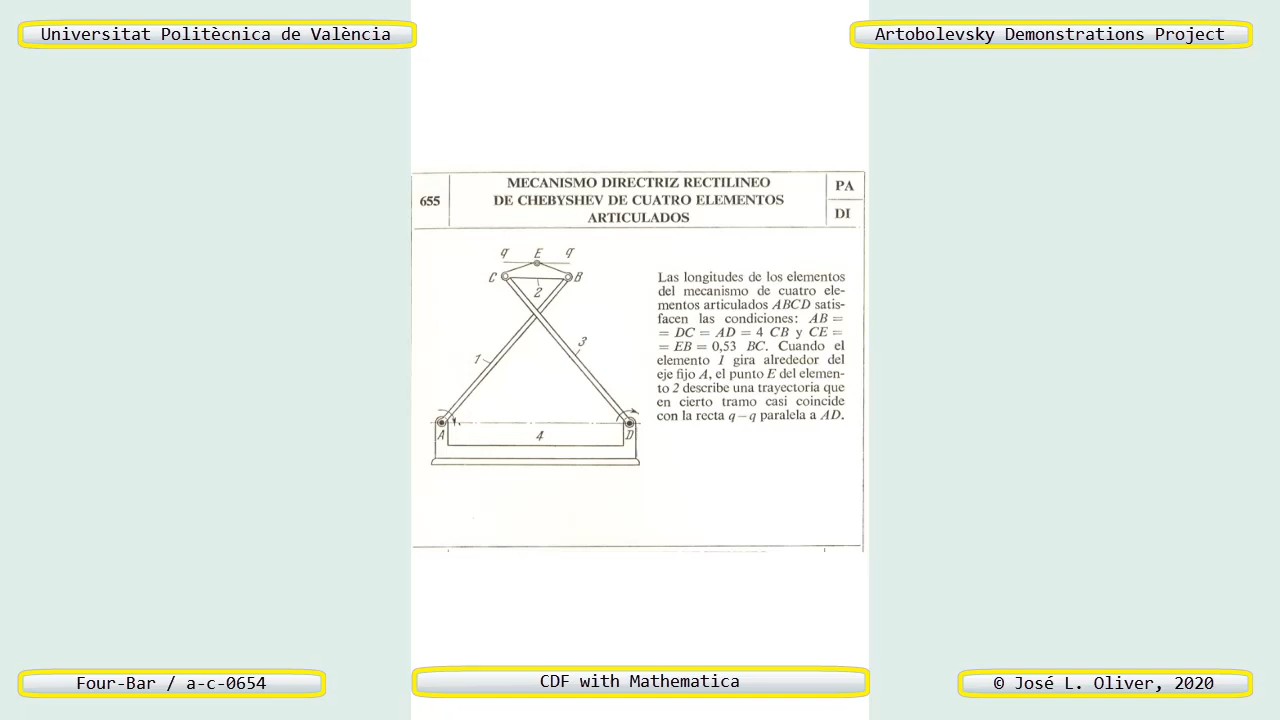 Universitat Politècnica de València
Artobolevsky Demonstrations Project
655
MECANISMO DIRECTRIZ RECTILINEO
DE CHEBYSHEV DE CUATRO ELEMENTOS
ARTICULADOS
PA
DI
q E q
C B
2
1
3
A D
4
Las longitudes de los elementos
del mecanismo de cuatro ele-
mentos articulados ABCD satis-
facen las condiciones: AB =
= DC = AD = 4 CB y CE =
= EB = 0,53 BC. Cuando el
elemento 1 gira alrededor del
eje fijo A, el punto E del elemen-
to 2 describe una trayectoria que
en cierto tramo casi coincide
con la recta q—q paralela a AD.
Four-Bar / a-c-0654
CDF with Mathematica
© José L. Oliver, 2020